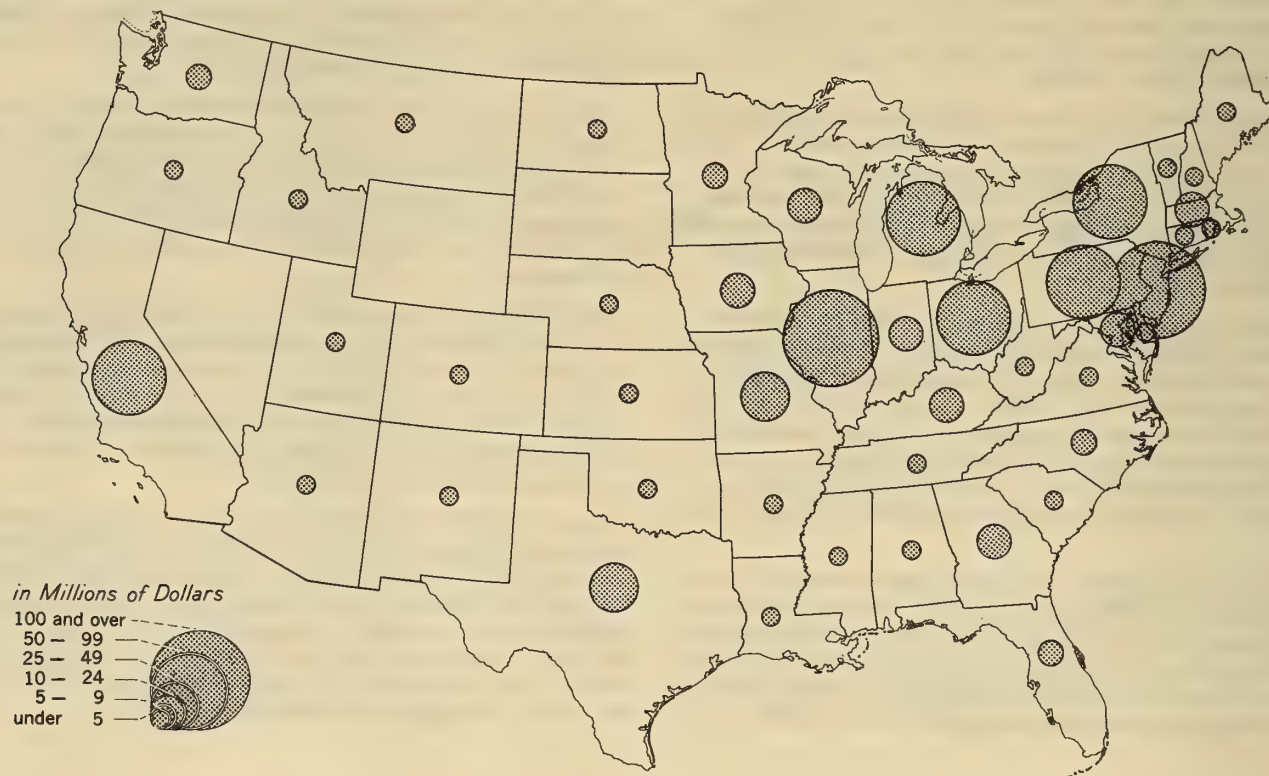 in Millions of Dollars
100 and over
50 – 99
25 – 49
10 – 24
5 – 9
under 5